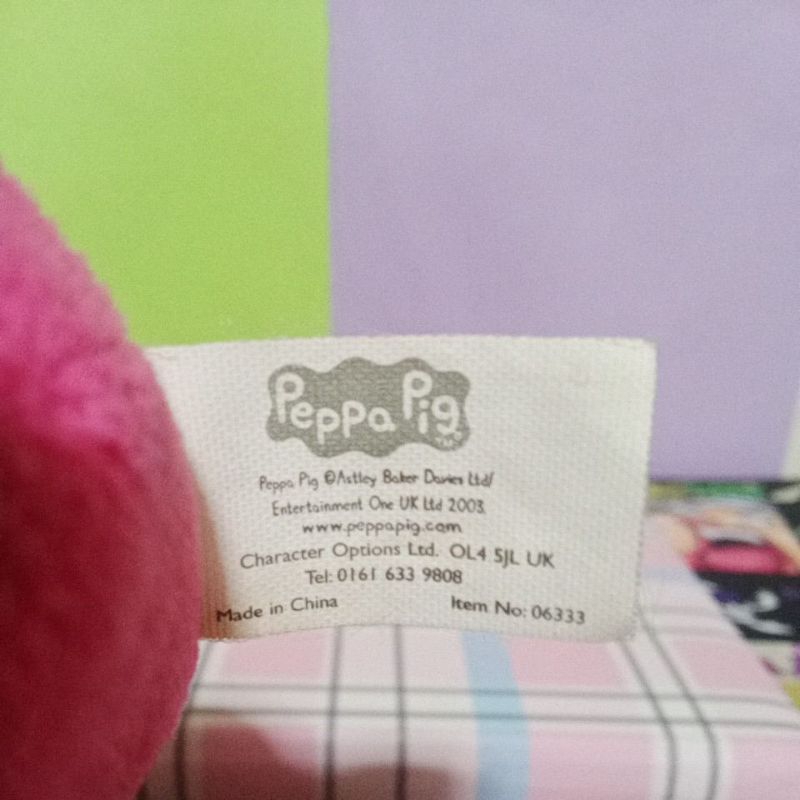 Peppa Pig
Peppa Pig ©Astley Baker Davies Ltd/
Entertainment One UK Ltd 2003.
www.peppapig.com
Character Options Ltd. OL4 5JL UK
Tel: 0161 633 9808
Made in China Item No: 06333